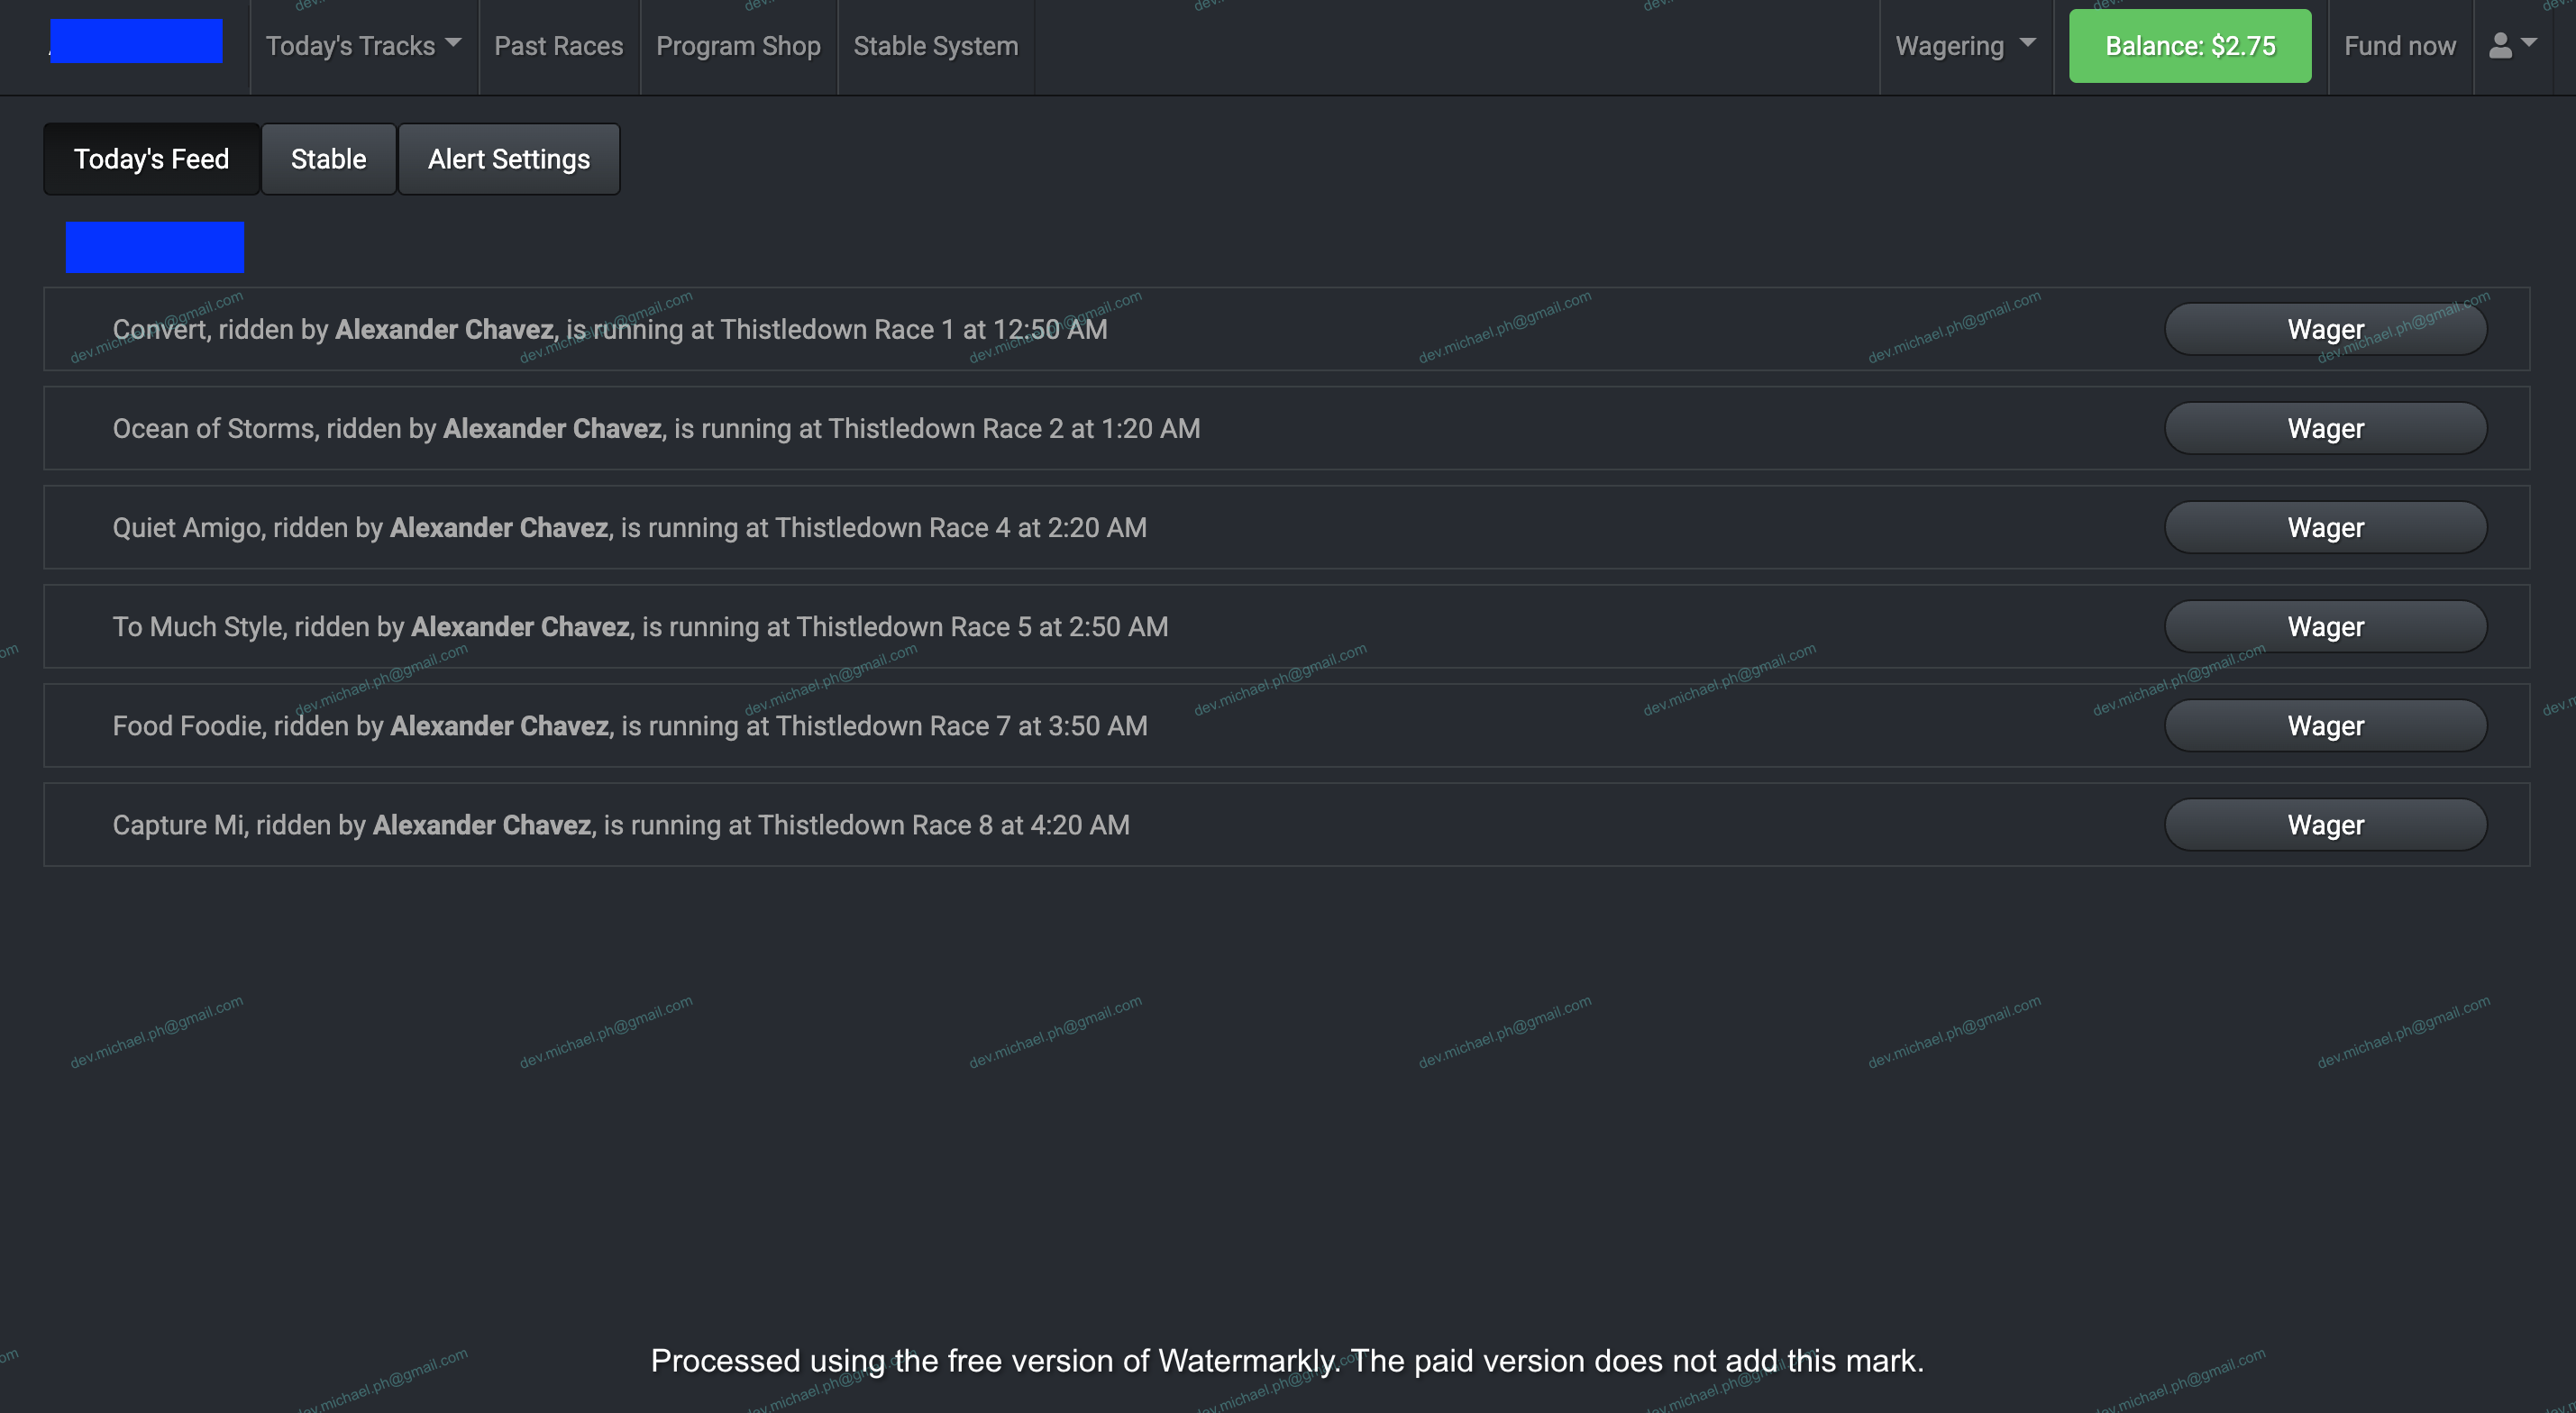 Today's Tracks
Past Races
Program Shop
Stable System
Wagering
Balance: $2.75
Fund now
Today's Feed
Stable
Alert Settings
Convert, ridden by Alexander Chavez, is running at Thistledown Race 1 at 12:50 AM
Wager
Ocean of Storms, ridden by Alexander Chavez, is running at Thistledown Race 2 at 1:20 AM
Wager
Quiet Amigo, ridden by Alexander Chavez, is running at Thistledown Race 4 at 2:20 AM
Wager
To Much Style, ridden by Alexander Chavez, is running at Thistledown Race 5 at 2:50 AM
Wager
Food Foodie, ridden by Alexander Chavez, is running at Thistledown Race 7 at 3:50 AM
Wager
Capture Mi, ridden by Alexander Chavez, is running at Thistledown Race 8 at 4:20 AM
Wager
dev.michael.ph@gmail.com
Processed using the free version of Watermarkly. The paid version does not add this mark.